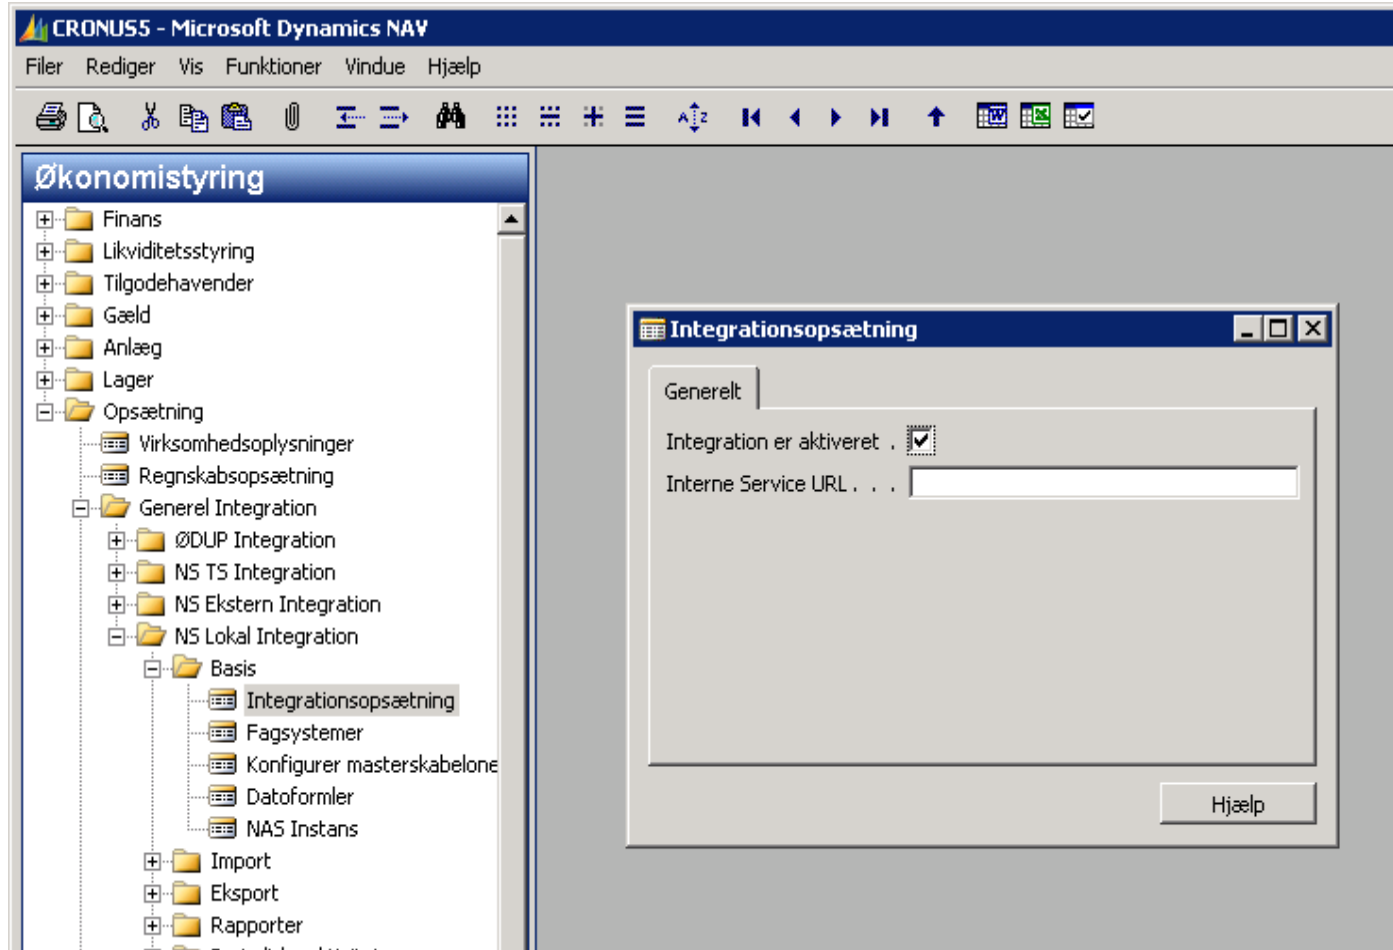 CRONUS5 - Microsoft Dynamics NAV
Filer Rediger Vis Funktioner Vindue Hjælp
Økonomistyring
Finans
Likviditetsstyring
Tilgodehavender
Gæld
Anlæg
Lager
Opsætning
Virksomhedsoplysninger
Regnskabsopsætning
Generel Integration
ØDUP Integration
NS TS Integration
NS Ekstern Integration
NS Lokal Integration
Basis
Integrationsopsætning
Fagsystemer
Konfigurer masterskabelone
Datoformler
NAS Instans
Import
Eksport
Rapporter
Integrationsopsætning
Generelt
Integration er aktiveret .
Interne Service URL . . .
Hjælp